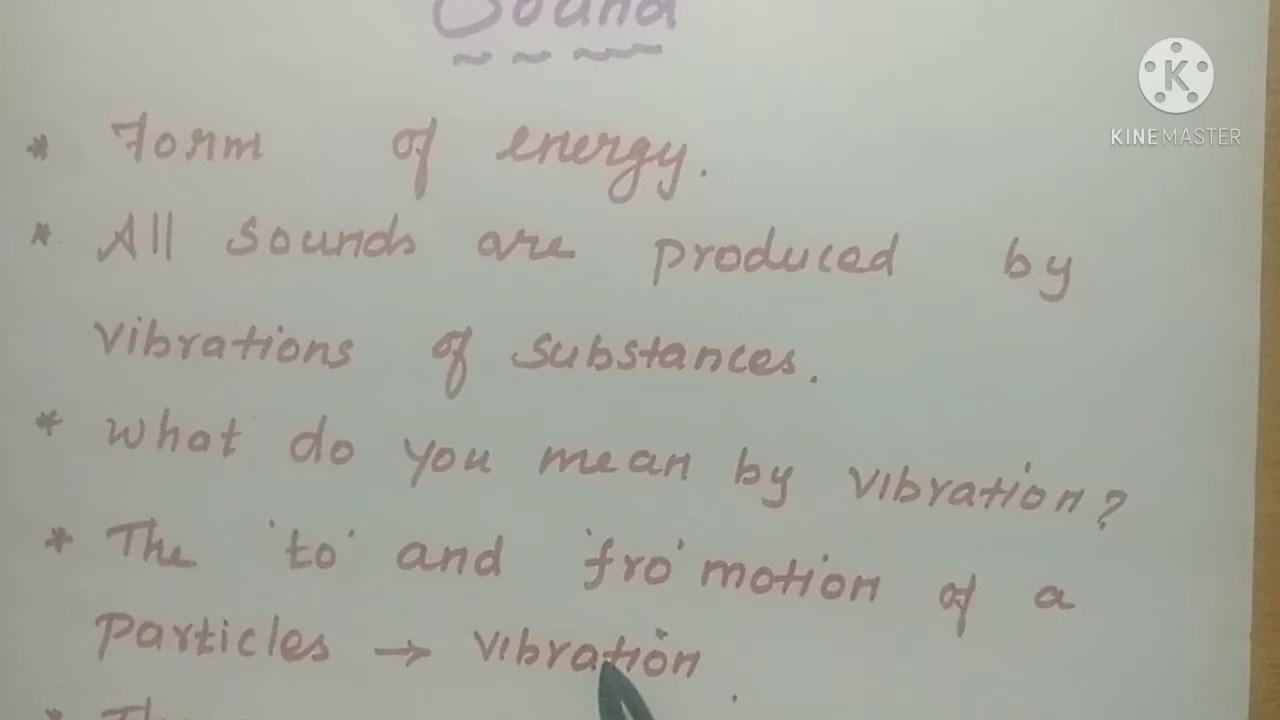 Sound
* Form of energy.
* All sounds are produced by
vibrations of substances.
* What do you mean by vibration?
* The 'to' and 'fro' motion of a
particles → vibration.
K
KINEMASTER